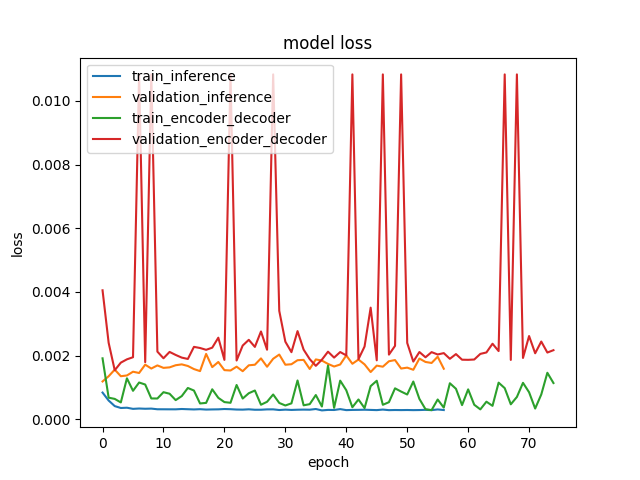 model loss
train_inference
validation_inference
train_encoder_decoder
validation_encoder_decoder
0.010
0.008
0.006
0.004
0.002
0.000
loss
0 10 20 30 40 50 60 70
epoch